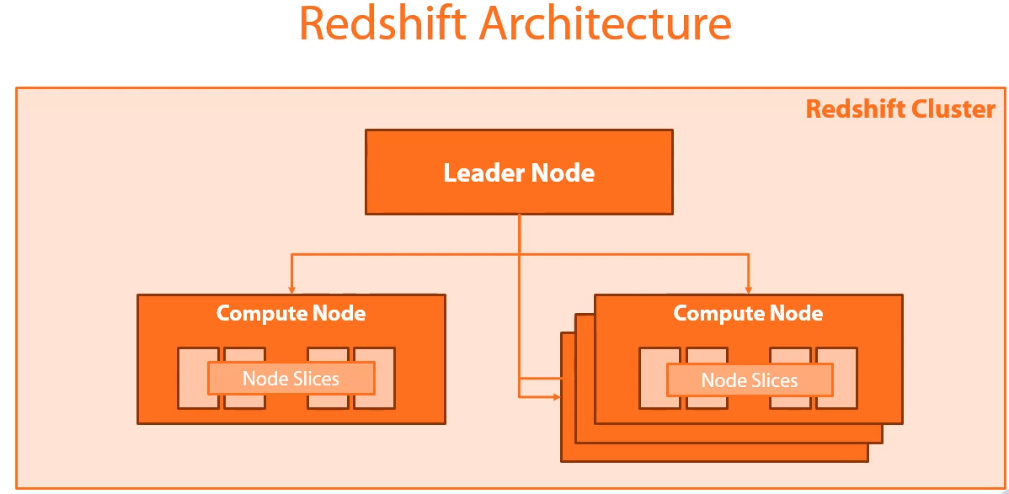 Redshift Architecture
Redshift Cluster
Leader Node
Compute Node
Node Slices
Compute Node
Node Slices